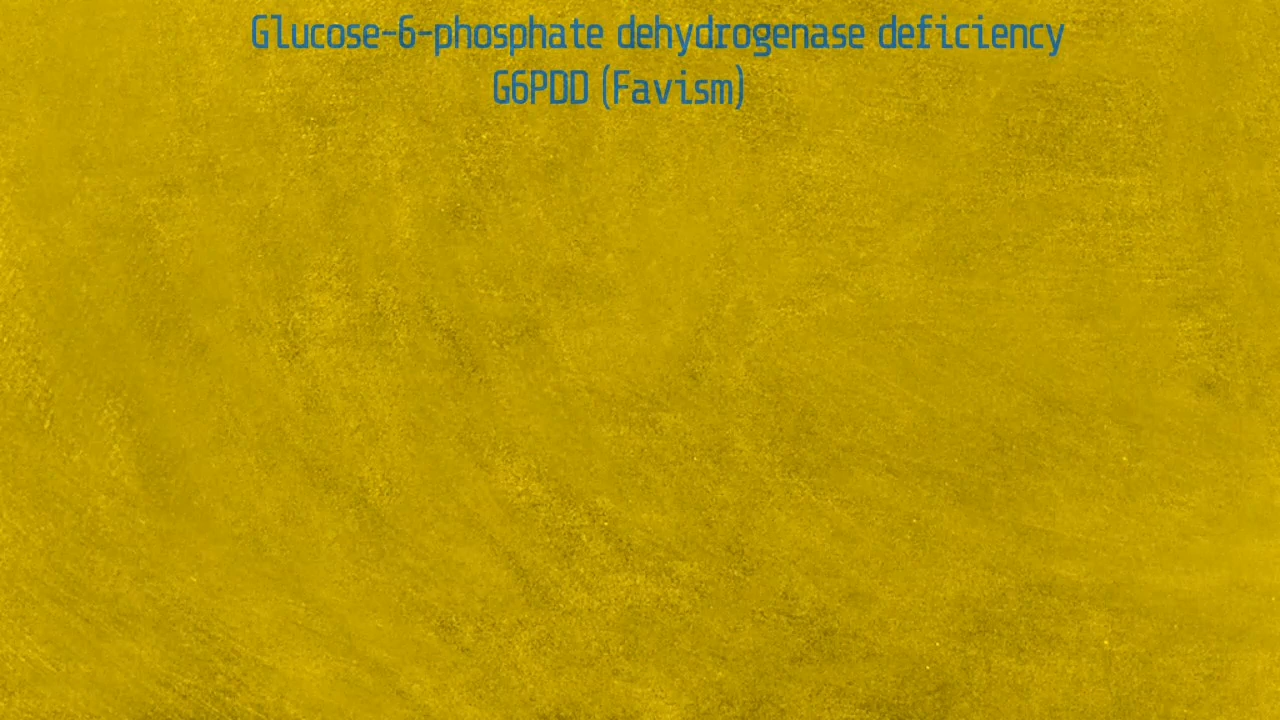 Glucose-6-phosphate dehydrogenase deficiency
G6PDD (Favism)